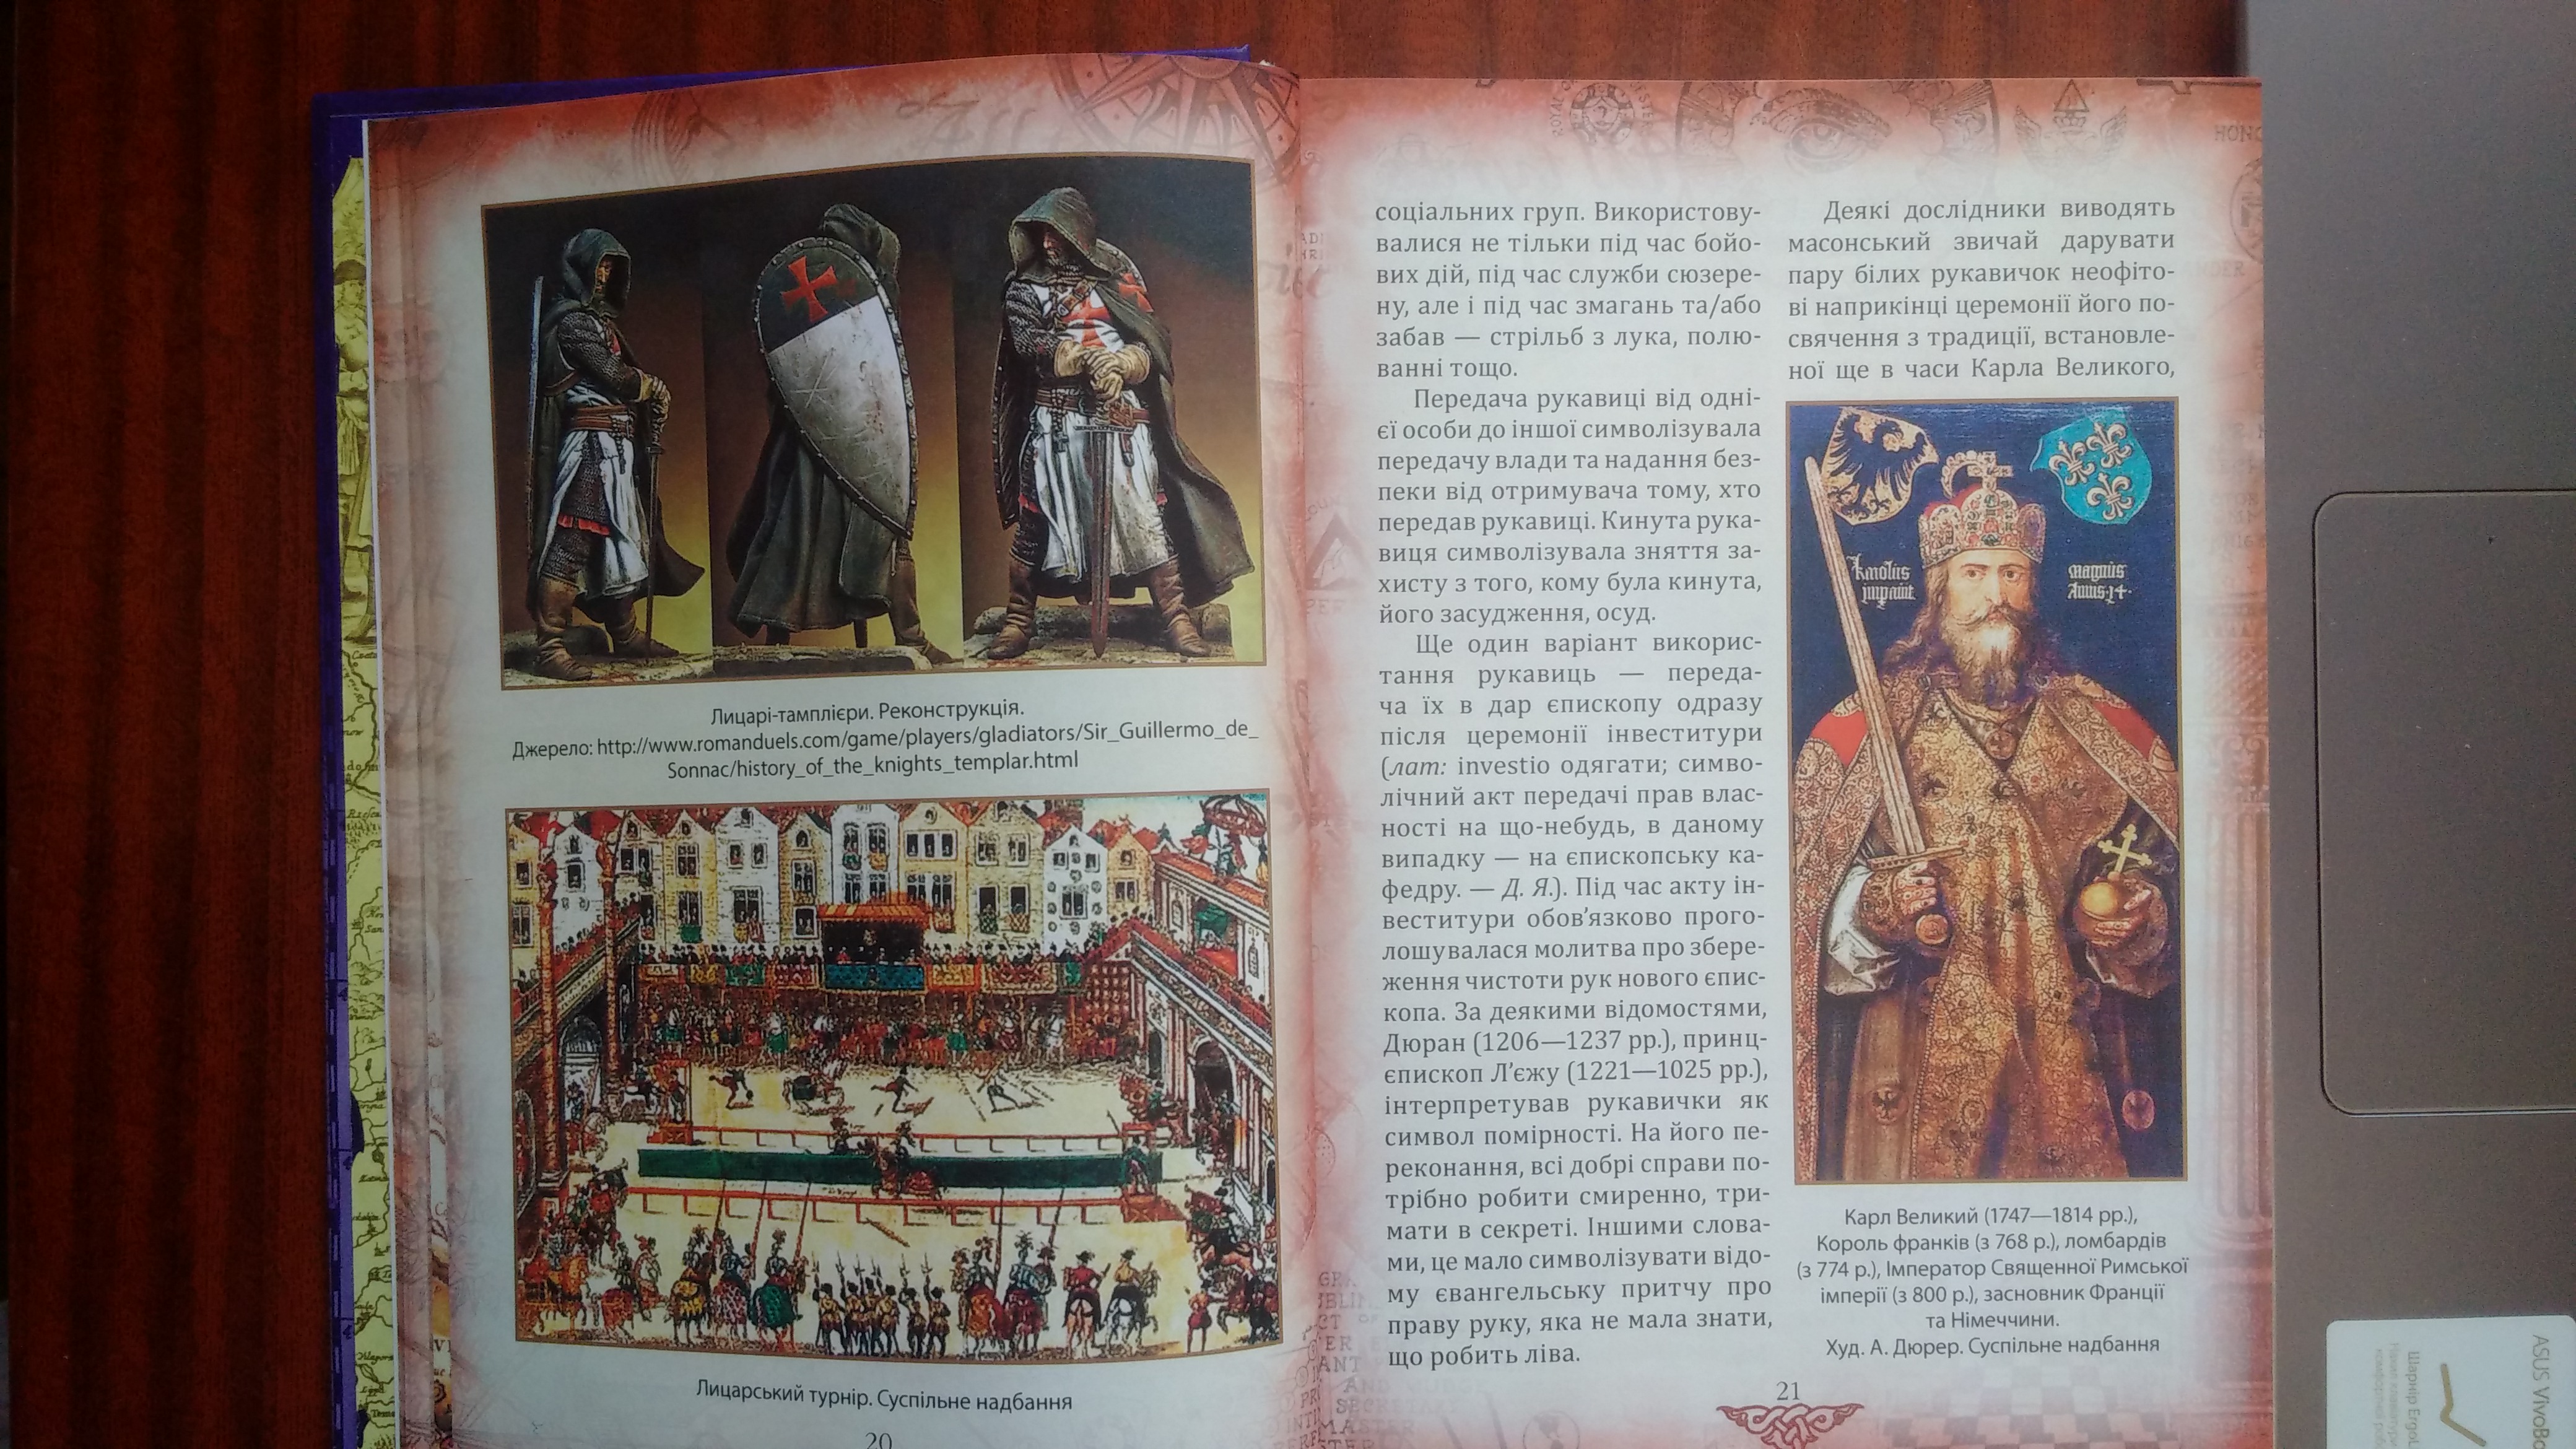 Лицарі-тамплієри. Реконструкція.
Джерело: http://www.romanduels.com/game/players/gladiators/Sir_Guillermo_de_
Sonnac/history_of_the_knights_templar.html
Лицарський турнір. Суспільне надбання
20
соціальних груп. Використову-
валися не тільки під час бойо-
вих дій, під час служби сюзере-
ну, але і під час змагань та/або
забав — стрільб з лука, полю-
ванні тощо.
Передача рукавиці від одні-
єї особи до іншої символізувала
передачу влади та надання без-
пеки від отримувача тому, хто
передав рукавиці. Кинута рука-
виця символізувала зняття за-
хисту з того, кому була кинута,
його засудження, осуд.
Ще один варіант викорис-
тання рукавиць — переда-
ча їх в дар єпископу одразу
після церемонії інвеститури
(лат: investio одягати; симво-
лічний акт передачі прав влас-
ності на що-небудь, в даному
випадку — на єпископську ка-
федру. — Д. Я.). Під час акту ін-
веститури обов’язково прого-
лошувалася молитва про збере-
ження чистоти рук нового єпис-
копа. За деякими відомостями,
Дюран (1206—1237 рр.), принц-
єпископ Л’єжу (1221—1025 рр.),
інтерпретував рукавички як
символ помірності. На його пе-
реконання, всі добрі справи по-
трібно робити смиренно, три-
мати в секреті. Іншими слова-
ми, це мало символізувати відо-
му євангельську притчу про
праву руку, яка не мала знати,
що робить ліва.
Деякі дослідники виводять
масонський звичай дарувати
пару білих рукавичок неофіто-
ві наприкінці церемонії його по-
свячення з традиції, встановле-
ної ще в часи Карла Великого,
Karolus magnus
Annis·14·
Карл Великий (1747—1814 рр.),
Король франків (з 768 р.), ломбардів
(з 774 р.), Імператор Священної Римської
імперії (з 800 р.), засновник Франції
та Німеччини.
Худ. А. Дюрер. Суспільне надбання
21
ASUS VivoBo
Шарнір ErgoL